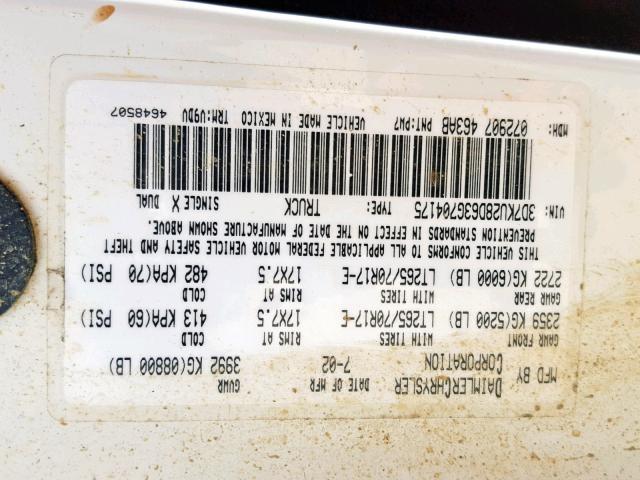 MFD BY DAIMLERCHRYSLER CORPORATION DATE OF MFR 7-02 GVWR 3992 KG(08800 LB)
GAWR FRONT WITH TIRES RIMS AT COLD
2359 KG(5200 LB) LT265/70R17-E 17X7.5 413 KPA(60 PSI)
GAWR REAR WITH TIRES RIMS AT COLD
2722 KG(6000 LB) LT265/70R17-E 17X7.5 482 KPA(70 PSI)
THIS VEHICLE CONFORMS TO ALL APPLICABLE FEDERAL MOTOR VEHICLE SAFETY AND THEFT
PREVENTION STANDARDS IN EFFECT ON THE DATE OF MANUFACTURE SHOWN ABOVE.
VIN: 3D7KU28D63G704175 TYPE: TRUCK SINGLE X DUAL
MDH: 072907 463AB PNT:PW7 VEHICLE MADE IN MEXICO TRM:U9DV 4648507